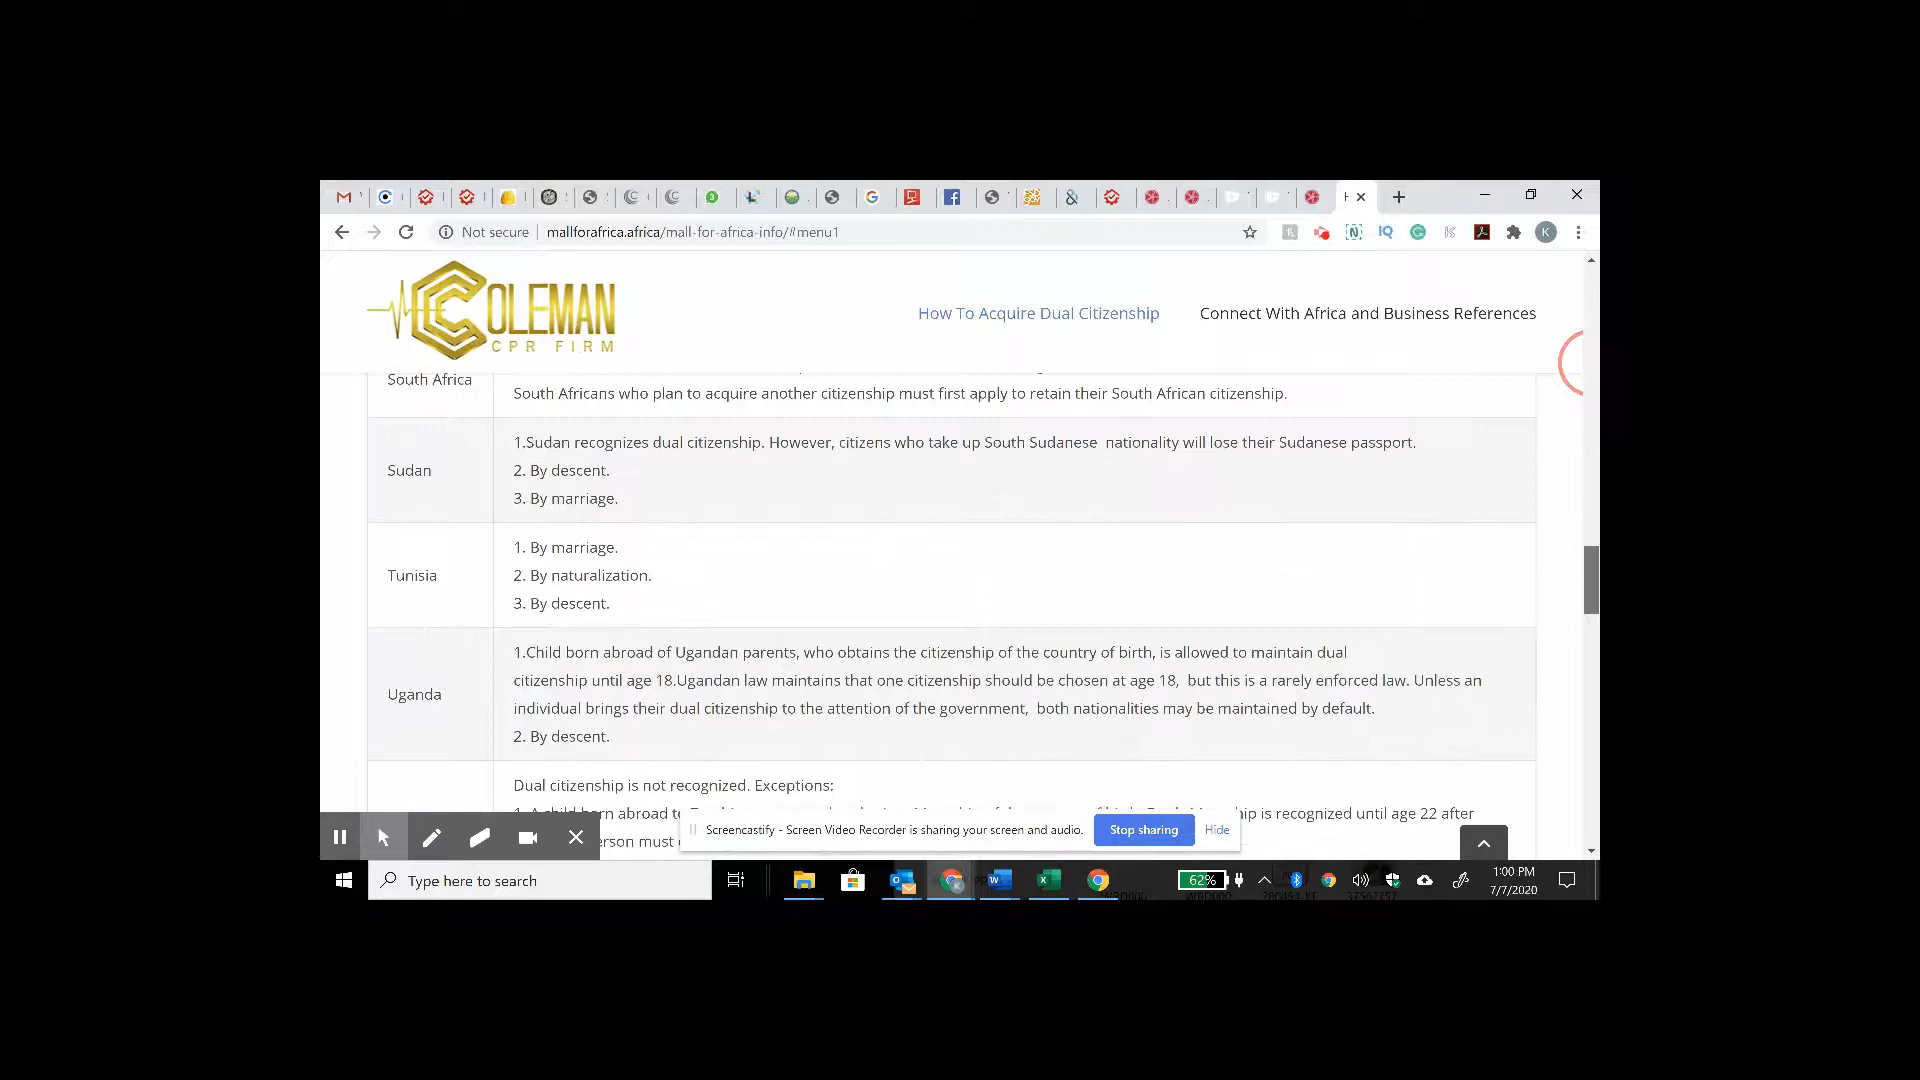 Not secure
mallforafrica.africa/mall-for-africa-info/#menu1
K
COLEMAN
CPR FIRM
How To Acquire Dual Citizenship
Connect With Africa and Business References
South Africa
South Africans who plan to acquire another citizenship must first apply to retain their South African citizenship.
Sudan
1.Sudan recognizes dual citizenship. However, citizens who take up South Sudanese nationality will lose their Sudanese passport.
2. By descent.
3. By marriage.
Tunisia
1. By marriage.
2. By naturalization.
3. By descent.
Uganda
1.Child born abroad of Ugandan parents, who obtains the citizenship of the country of birth, is allowed to maintain dual
citizenship until age 18.Ugandan law maintains that one citizenship should be chosen at age 18, but this is a rarely enforced law. Unless an
individual brings their dual citizenship to the attention of the government, both nationalities may be maintained by default.
2. By descent.
Dual citizenship is not recognized. Exceptions:
is recognized until age 22 after
must
Screencastify - Screen Video Recorder is sharing your screen and audio.
Stop sharing
Hide
Type here to search
62%
1:00 PM
7/7/2020